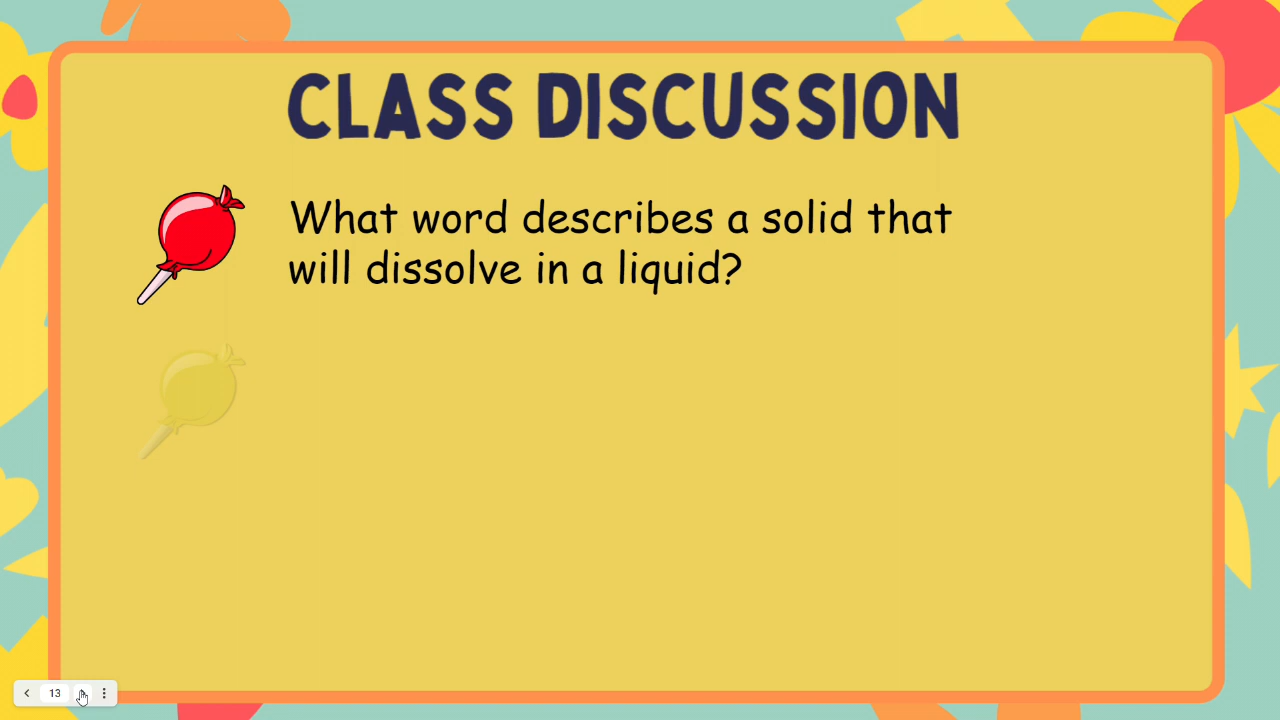 CLASS DISCUSSION
What word describes a solid that
will dissolve in a liquid?
13